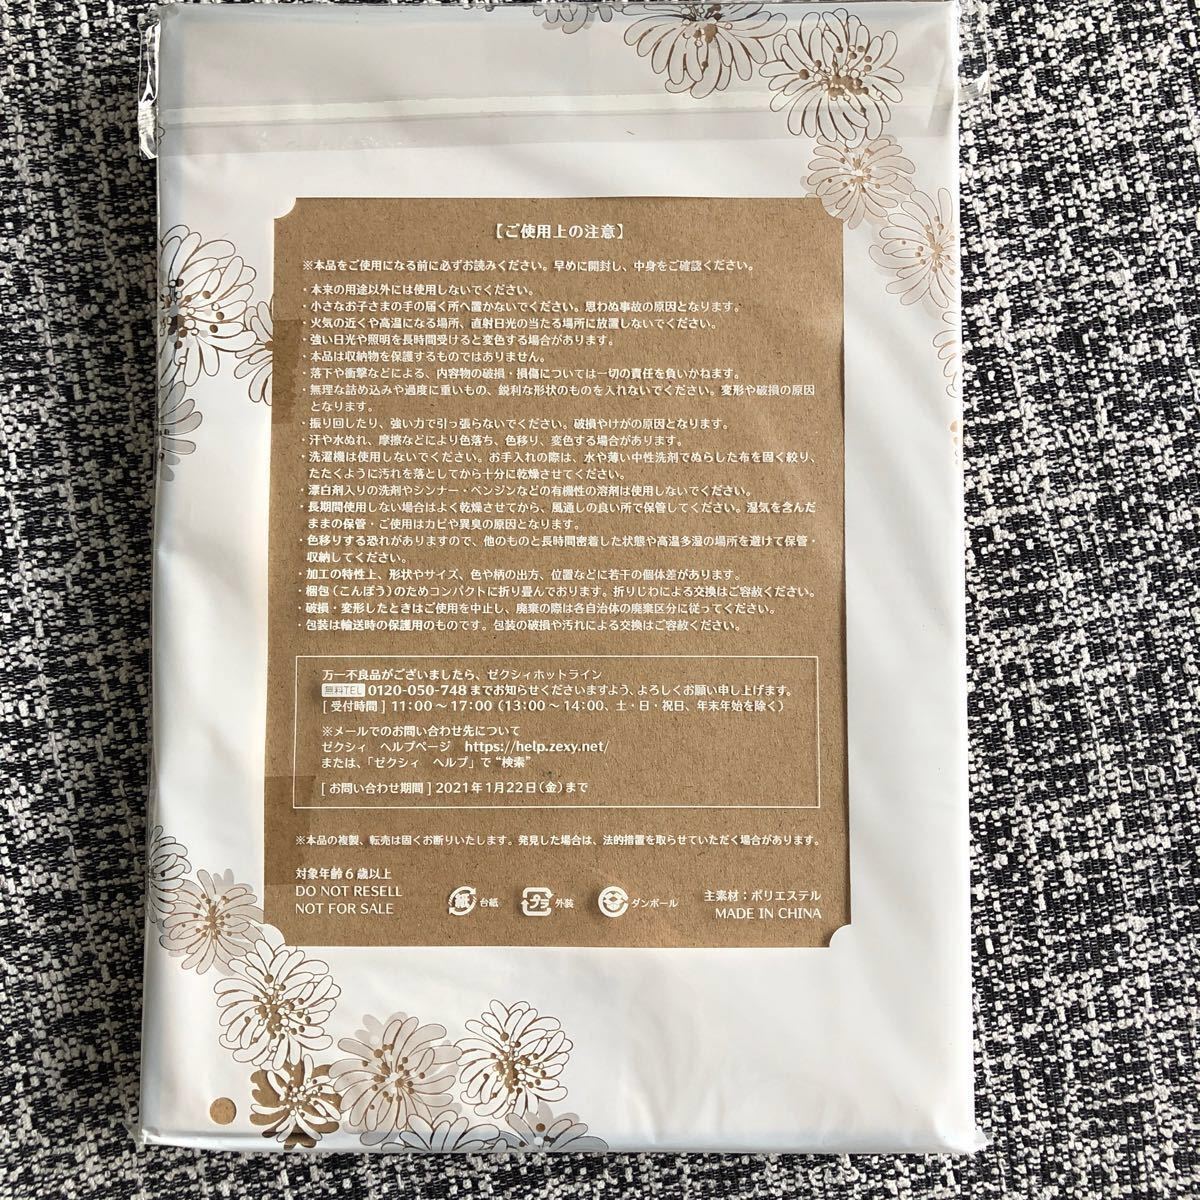 【ご使用上の注意】
※本品をご使用になる前に必ずお読みください。早めに開封し、中身をご確認ください。
・本来の用途以外には使用しないでください。
・小さなお子さまの手の届く所へ置かないでください。思わぬ事故の原因となります。
・火気の近くや高温になる場所、直射日光の当たる場所に放置しないでください。
・強い日光や照明を長時間受けると変色する場合があります。
・本品は収納物を保護するものではありません。
・落下や衝撃などによる、内容物の破損・損傷については一切の責任を負いかねます。
・無理な詰め込みや過度に重いもの、鋭利な形状のものを入れないでください。変形や破損の原因
となります。
・振り回したり、強い力で引っ張らないでください。破損やけがの原因となります。
・汗や水ぬれ、摩擦などにより色落ち、色移り、変色する場合があります。
・洗濯機は使用しないでください。お手入れの際は、水や薄い中性洗剤でぬらした布を固く絞り、
たたくように汚れを落としてから十分に乾燥させてください。
・漂白剤入りの洗剤やシンナー・ベンジンなどの有機性の溶剤は使用しないでください。
・長期間使用しない場合はよく乾燥させてから、風通しの良い所で保管してください。湿気を含んだ
ままの保管・ご使用はカビや異臭の原因となります。
・色移りする恐れがありますので、他のものと長時間密着した状態や高温多湿の場所を避けて保管・
収納してください。
・加工の特性上、形状やサイズ、色や柄の出方、位置などに若干の個体差があります。
・梱包(こんぽう)のためコンパクトに折り畳んでおります。折りじわによる交換はご容赦ください。
・破損・変形したときはご使用を中止し、廃棄の際は各自治体の廃棄区分に従ってください。
・包装は輸送時の保護用のものです。包装の破損や汚れによる交換はご容赦ください。
万一不良品がございましたら、ゼクシィホットライン
無料TEL 0120-050-748 までお知らせくださいますよう、よろしくお願い申し上げます。
[ 受付時間 ] 11:00～17:00 (13:00～14:00、土・日・祝日、年末年始を除く)
※メールでのお問い合わせ先について
ゼクシィ ヘルプページ https://help.zexy.net/
または、「ゼクシィ ヘルプ」で“検索”
[ お問い合わせ期間 ] 2021年1月22日(金)まで
※本品の複製、転売は固くお断りいたします。発見した場合は、法的措置を取らせていただく場合があります。
対象年齢6歳以上
DO NOT RESELL
NOT FOR SALE
紙 台紙 プラ 外装 ダンボール
主素材：ポリエステル
MADE IN CHINA